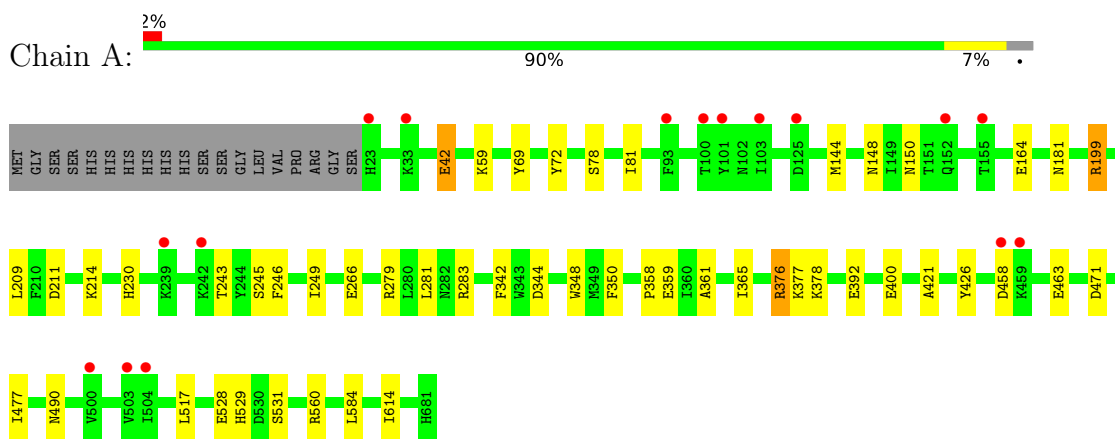 2%
Chain A:
90% 7% •
MET GLY SER SER HIS HIS HIS HIS HIS HIS SER SER GLY LEU VAL PRO ARG GLY SER H23 K33 E42 K59 Y69 Y72 S78 I81 F93 T100 Y101 N102 I103 D125 M144 N148 I149 N150 T151 Q152 T155 E164 N181 R199
L209 F210 D211 K214 H230 K239 K242 T243 Y244 S245 F246 I249 E266 R279 L280 L281 N282 R283 F342 W343 D344 W348 M349 F350 P358 E359 I360 A361 I365 R376 K377 K378 E392 E400 A421 Y426 D458 K459 E463 D471
I477 N490 V500 V503 I504 L517 E528 H529 D530 S531 R560 L584 I614 H681